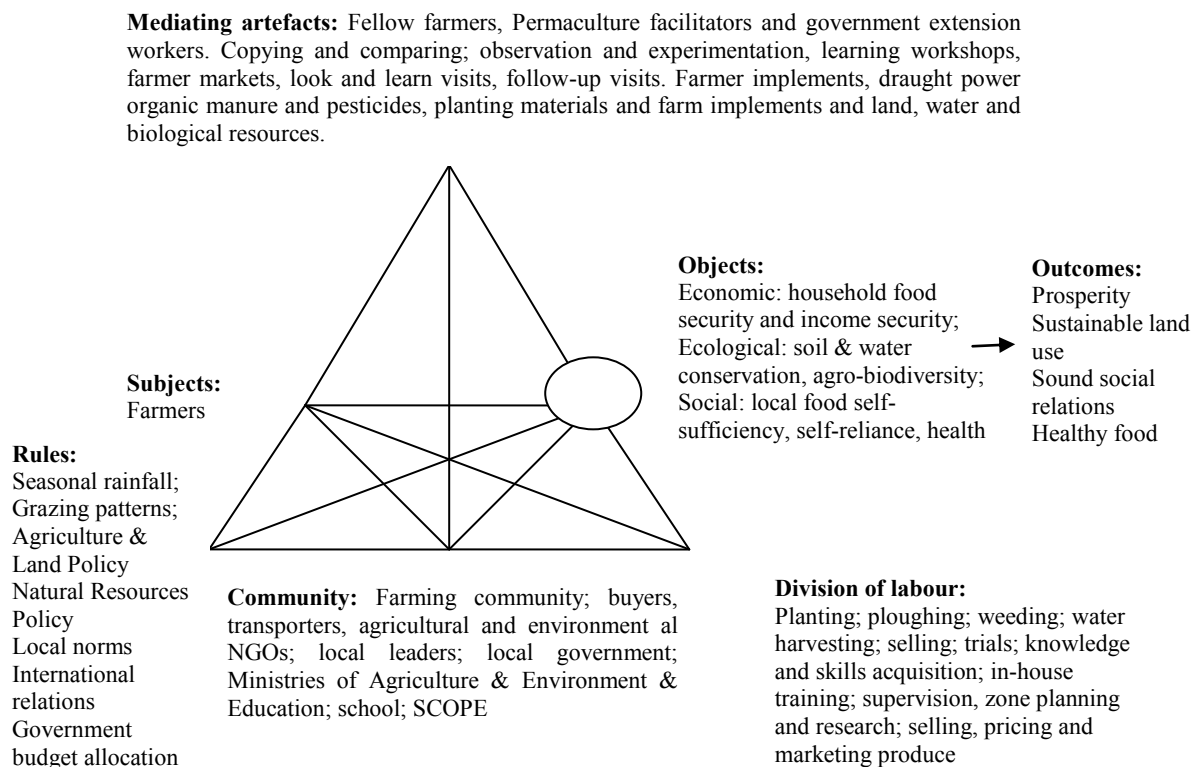 Mediating artefacts: Fellow farmers, Permaculture facilitators and government extension
workers. Copying and comparing; observation and experimentation, learning workshops,
farmer markets, look and learn visits, follow-up visits. Farmer implements, draught power
organic manure and pesticides, planting materials and farm implements and land, water and
biological resources.
Subjects:
Farmers
Objects:
Economic: household food
security and income security;
Ecological: soil & water
conservation, agro-biodiversity;
Social: local food self-
sufficiency, self-reliance, health
Outcomes:
Prosperity
Sustainable land
use
Sound social
relations
Healthy food
Rules:
Seasonal rainfall;
Grazing patterns;
Agriculture &
Land Policy
Natural Resources
Policy
Local norms
International
relations
Government
budget allocation
Community: Farming community; buyers,
transporters, agricultural and environment al
NGOs; local leaders; local government;
Ministries of Agriculture & Environment &
Education; school; SCOPE
Division of labour:
Planting; ploughing; weeding; water
harvesting; selling; trials; knowledge
and skills acquisition; in-house
training; supervision, zone planning
and research; selling, pricing and
marketing produce